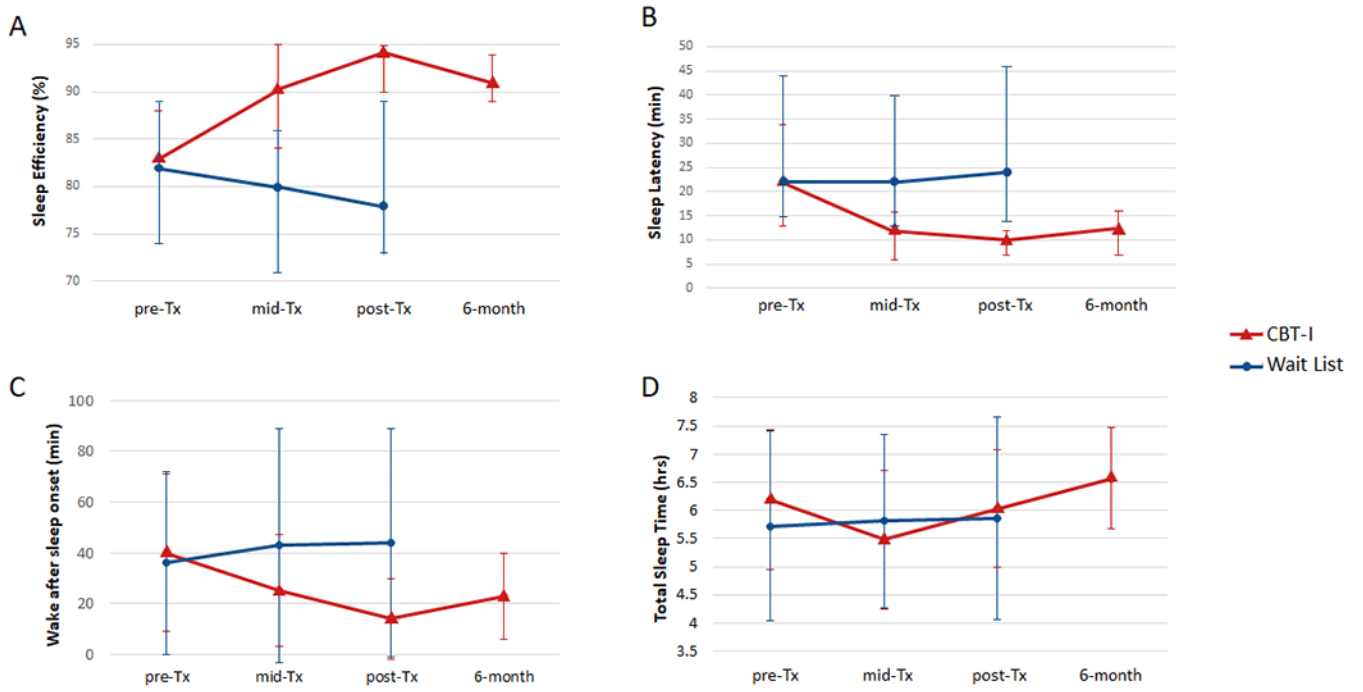 A
Sleep Efficiency (%)
95
90
85
80
75
70
pre-Tx mid-Tx post-Tx 6-month
B
Sleep Latency (min)
50
45
40
35
30
25
20
15
10
5
0
pre-Tx mid-Tx post-Tx 6-month
CBT-I
Wait List
C
Wake after sleep onset (min)
100
80
60
40
20
0
pre-Tx mid-Tx post-Tx 6-month
D
Total Sleep Time (hrs)
8
7.5
7
6.5
6
5.5
5
4.5
4
3.5
pre-Tx mid-Tx post-Tx 6-month